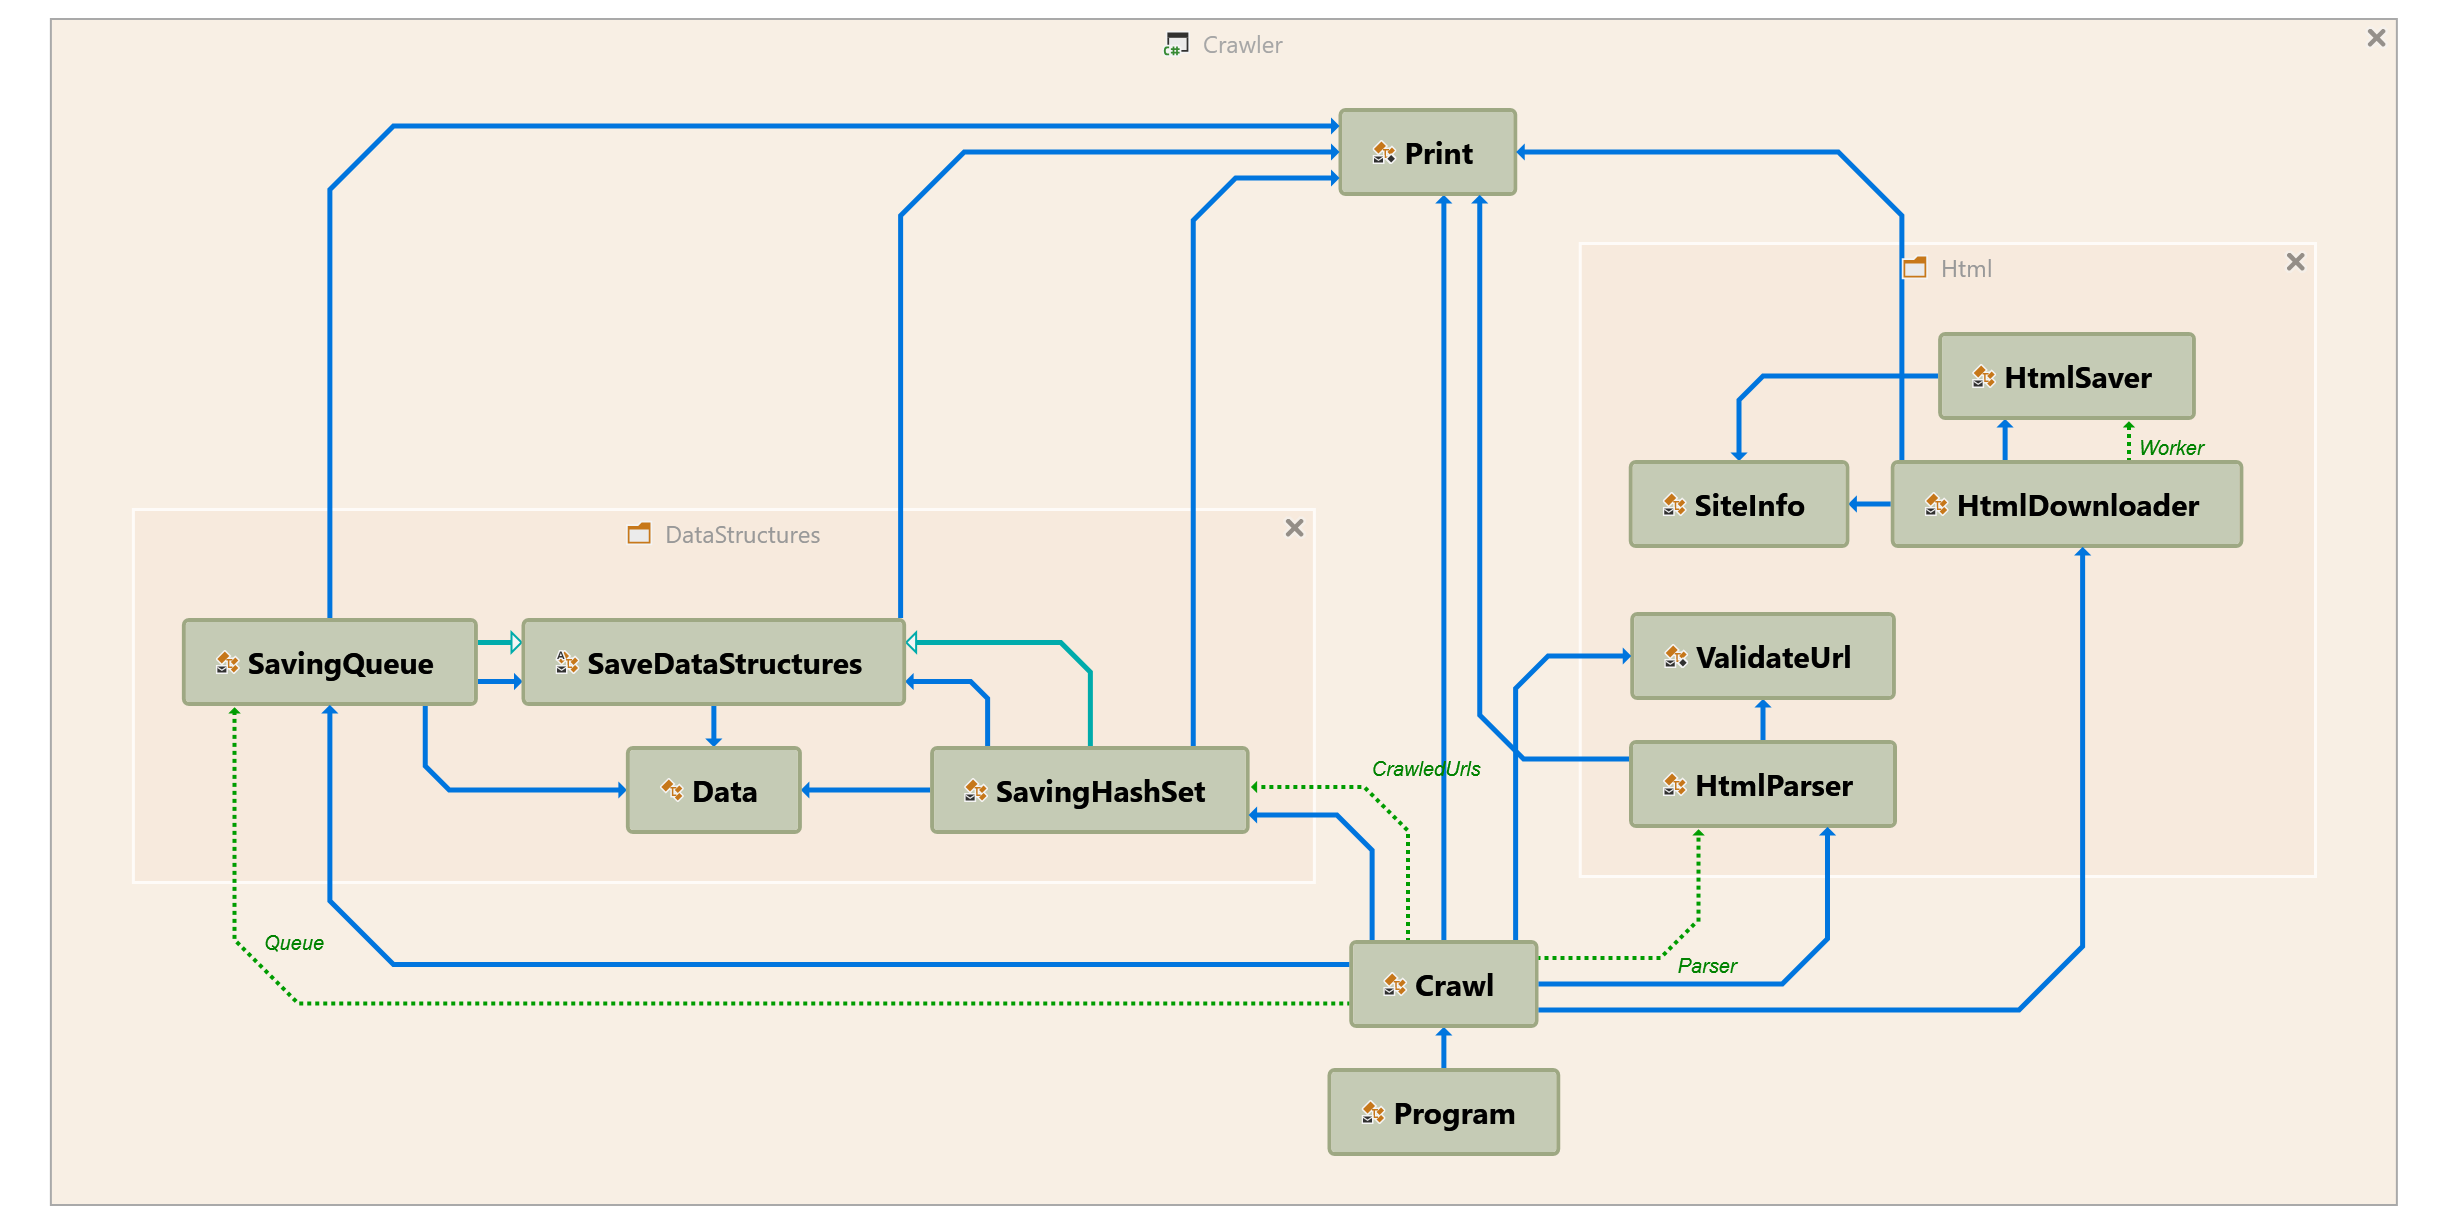 C# Crawler
Print
Html
HtmlSaver
Worker
SiteInfo
HtmlDownloader
DataStructures
SavingQueue
SaveDataStructures
ValidateUrl
CrawledUrls
Data
SavingHashSet
HtmlParser
Queue
Parser
Crawl
Program